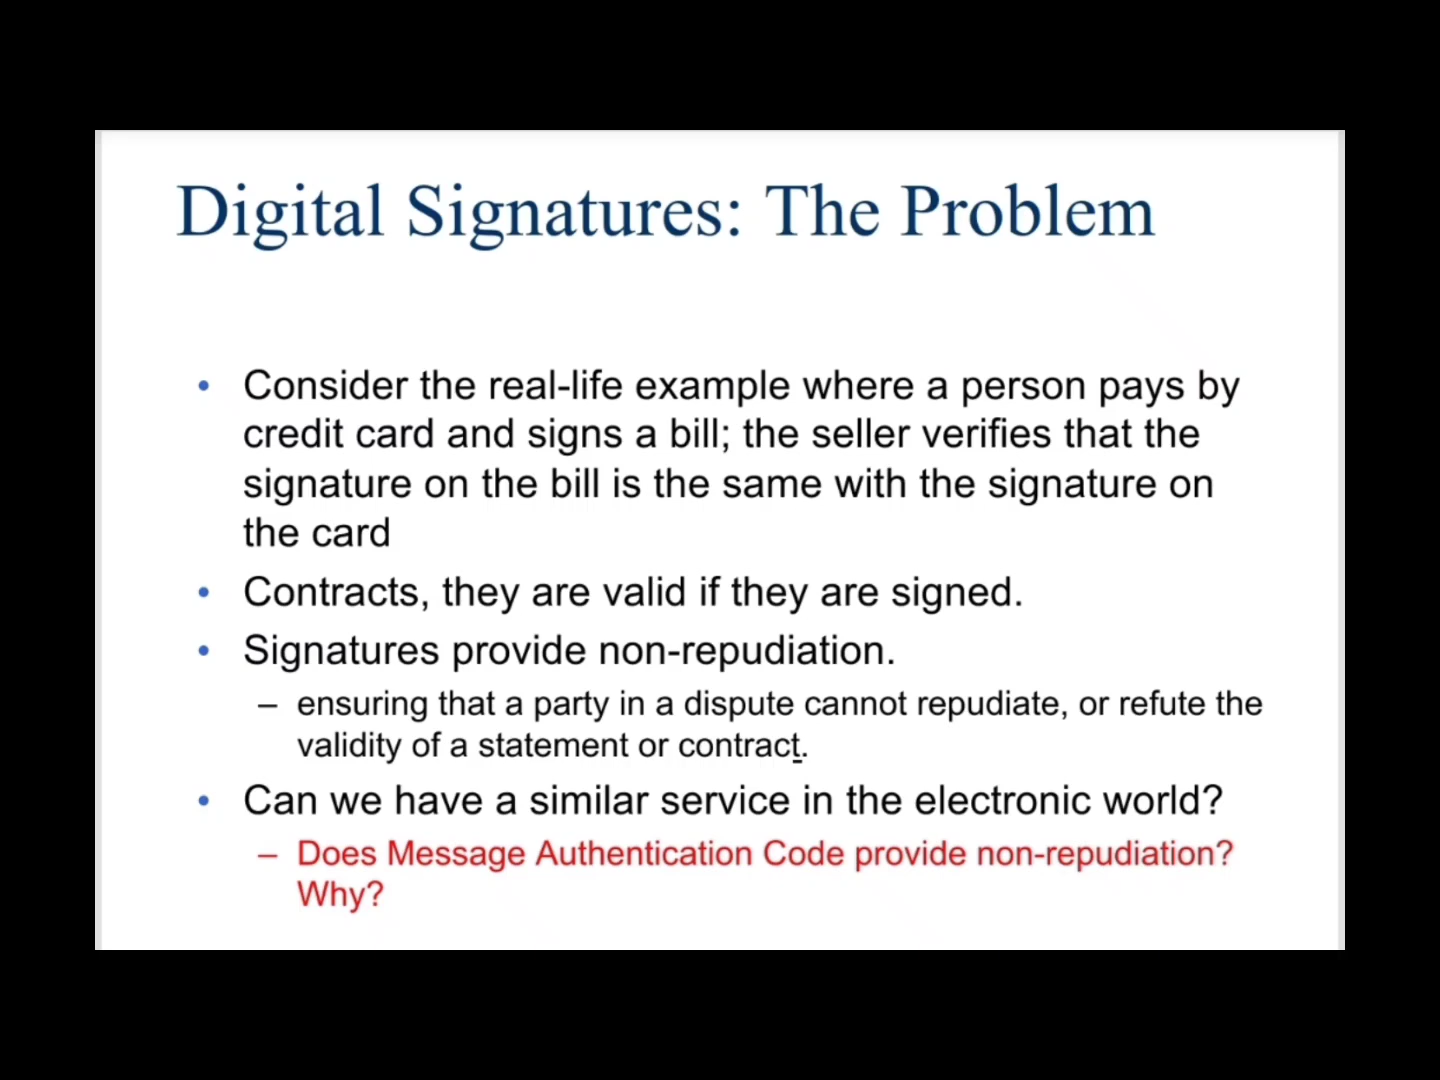 Digital Signatures: The Problem
• Consider the real-life example where a person pays by
credit card and signs a bill; the seller verifies that the
signature on the bill is the same with the signature on
the card
• Contracts, they are valid if they are signed.
• Signatures provide non-repudiation.
– ensuring that a party in a dispute cannot repudiate, or refute the
validity of a statement or contract.
• Can we have a similar service in the electronic world?
– Does Message Authentication Code provide non-repudiation?
Why?